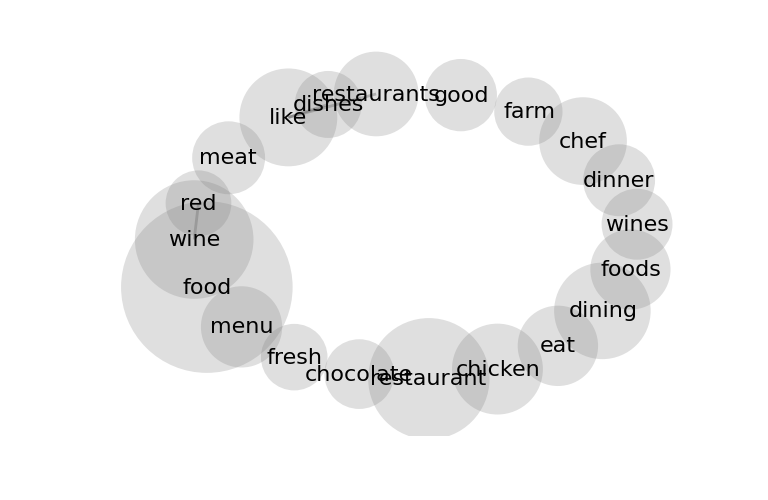 restaurants
good
dishes
farm
like
chef
meat
dinner
red
wines
wine
foods
food
dining
menu
eat
fresh
chicken
chocolate
restaurant